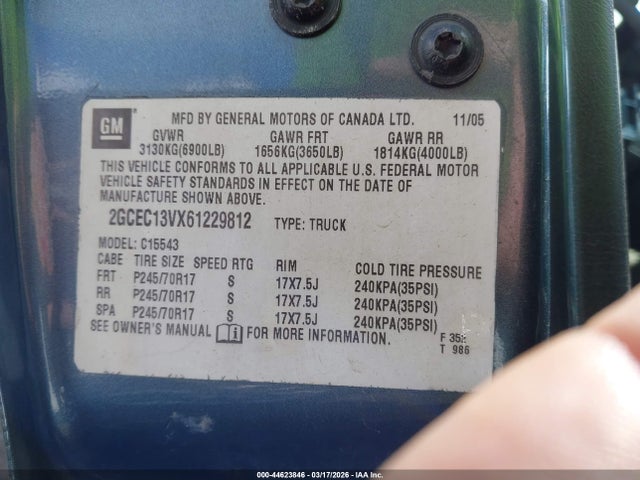 GM
MFD BY GENERAL MOTORS OF CANADA LTD. 11/05
GVWR GAWR FRT GAWR RR
3130KG(6900LB) 1656KG(3650LB) 1814KG(4000LB)
THIS VEHICLE CONFORMS TO ALL APPLICABLE U.S. FEDERAL MOTOR
VEHICLE SAFETY STANDARDS IN EFFECT ON THE DATE OF
MANUFACTURE SHOWN ABOVE.
2GCEC13VX61229812 TYPE: TRUCK
MODEL: C15543
CABE TIRE SIZE SPEED RTG RIM COLD TIRE PRESSURE
FRT P245/70R17 S 17X7.5J 240KPA(35PSI)
RR P245/70R17 S 17X7.5J 240KPA(35PSI)
SPA P245/70R17 S 17X7.5J 240KPA(35PSI)
SEE OWNER'S MANUAL FOR MORE INFORMATION.
F
T 986
000-44623846 - 03/17/2026 - Copyright IAA, Inc.